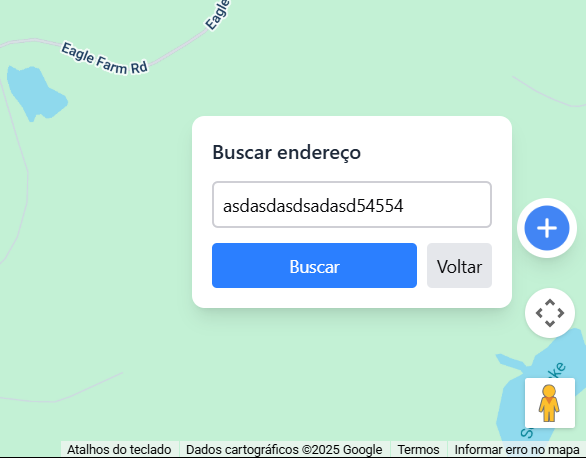 Eagle
Eagle Farm Rd
Buscar endereço
asdasdasdsadasd54554
Buscar
Voltar
Atalhos do teclado
Dados cartográficos ©2025 Google
Termos
Informar erro no mapa